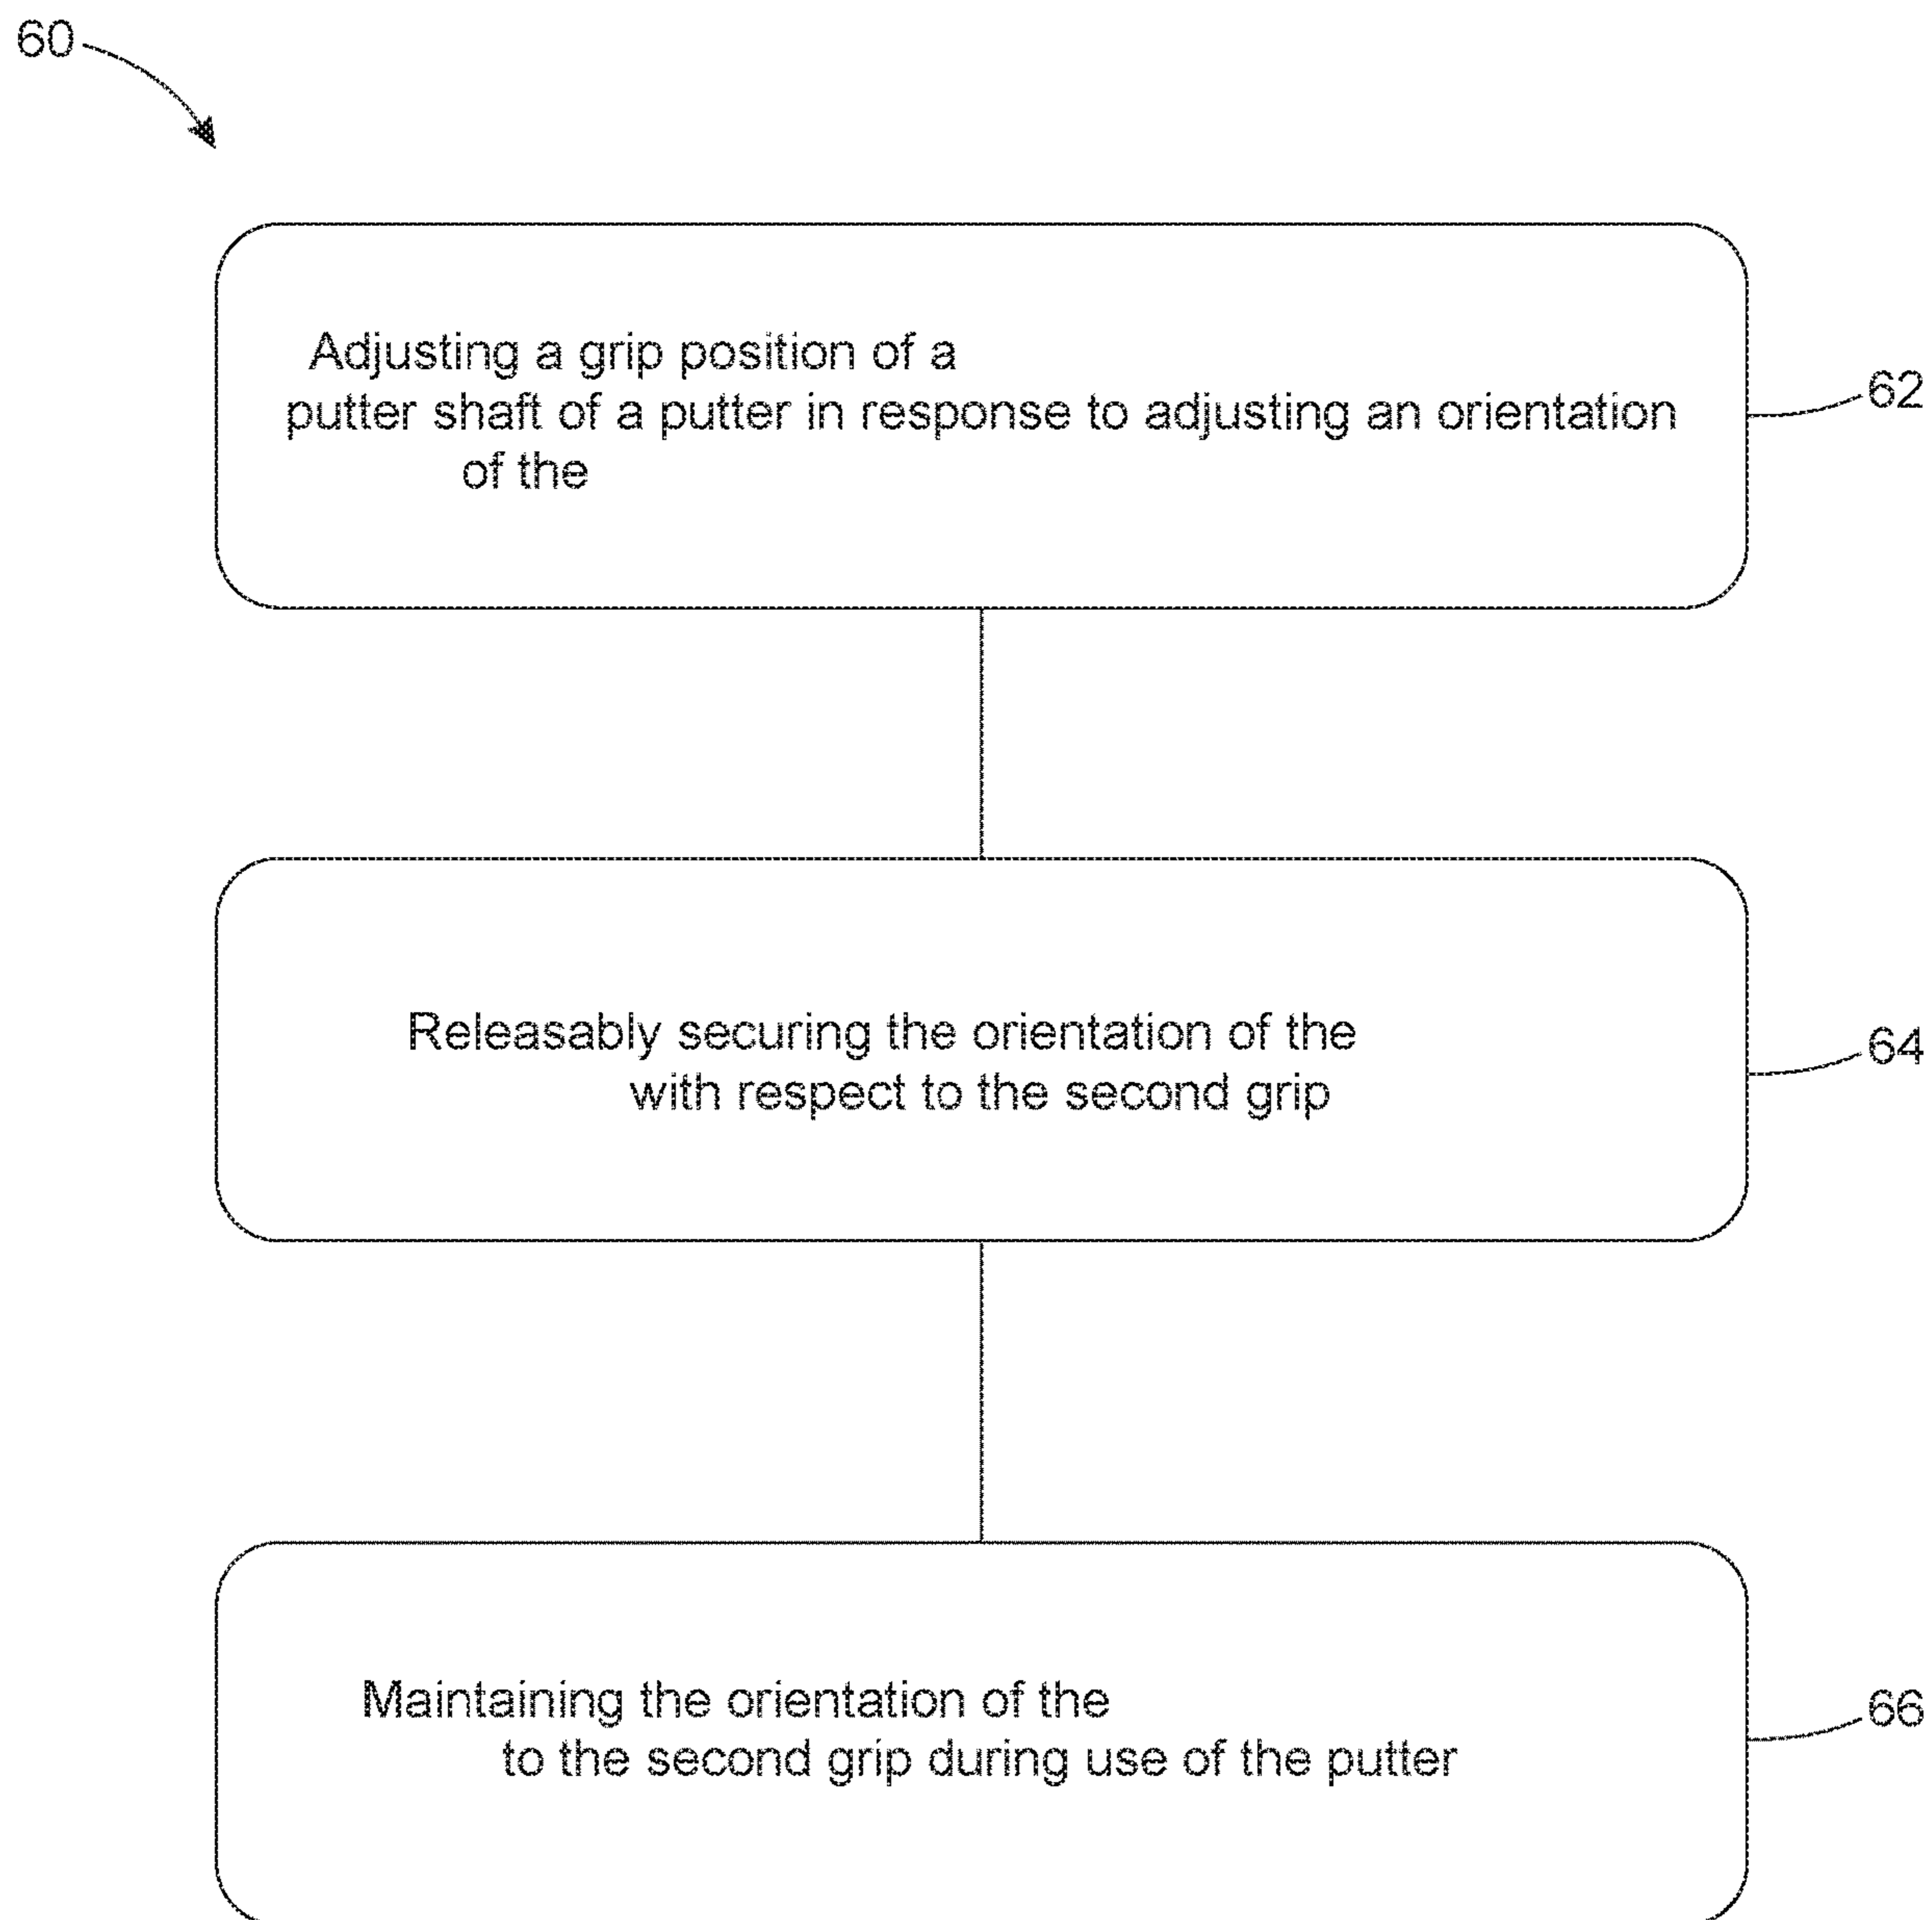 60
Adjusting a grip position of a
putter shaft of a putter in response to adjusting an orientation
of the
62
Releasably securing the orientation of the
with respect to the second grip
64
Maintaining the orientation of the
to the second grip during use of the putter
66